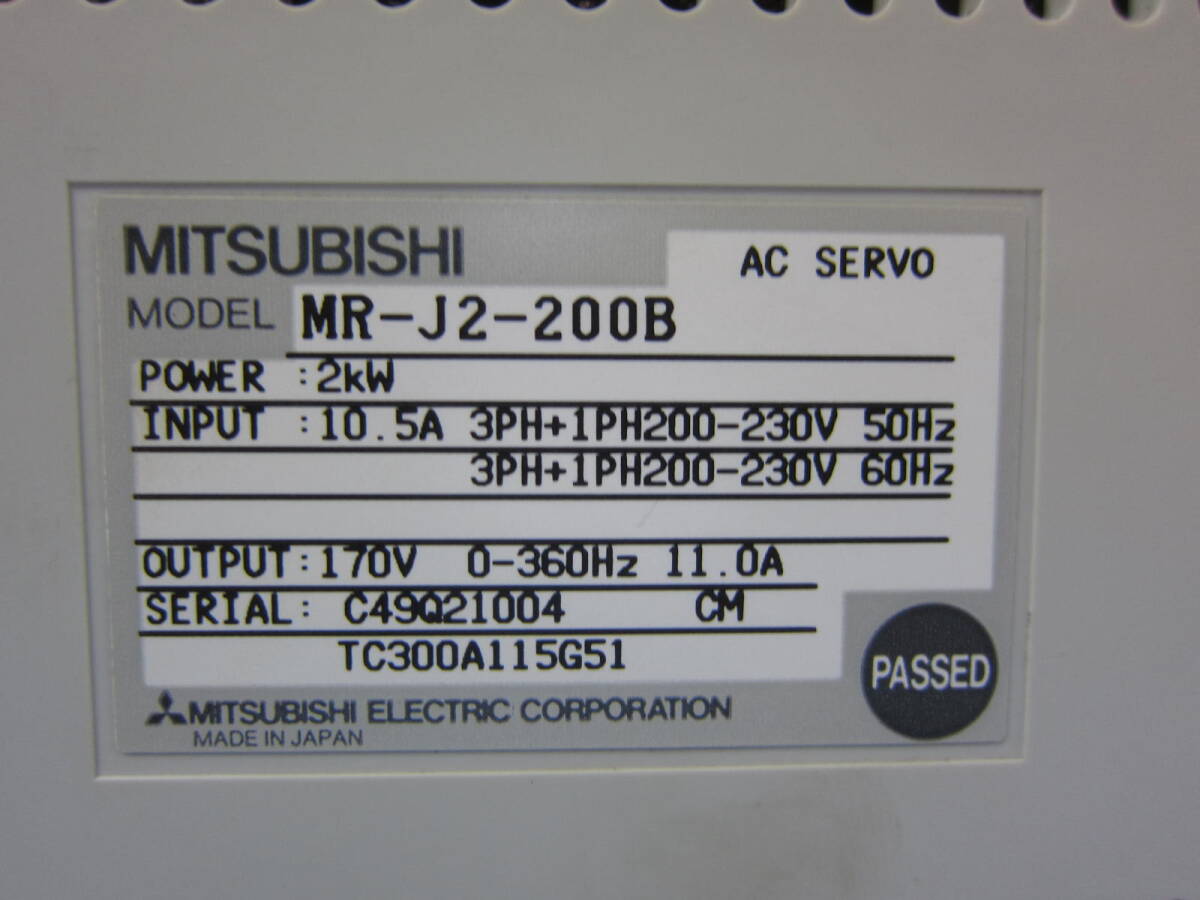 MITSUBISHI
AC SERVO
MODEL MR-J2-200B
POWER :2kW
INPUT :10.5A 3PH+1PH200-230V 50Hz
3PH+1PH200-230V 60Hz
OUTPUT:170V 0-360Hz 11.0A
SERIAL: C49Q21004 CM
TC300A115G51
PASSED
MITSUBISHI ELECTRIC CORPORATION
MADE IN JAPAN